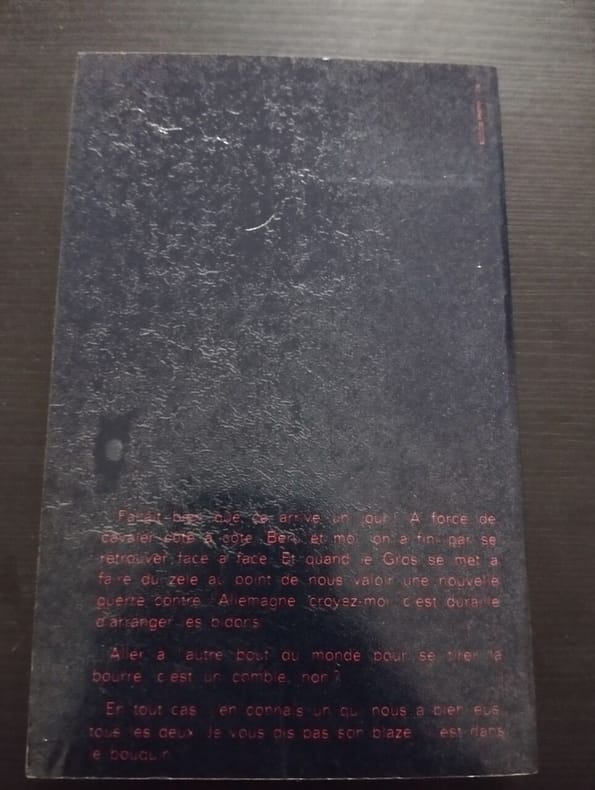 Fallait bien que ça arrive un jour ! A force de
cavaler côte à côte, Béru et moi, on a fini par se
retrouver face à face. Et quand le Gros se met à
faire du zèle au point de nous valoir une nouvelle
guerre contre l'Allemagne, croyez-moi, c'est duraille
d'arranger les bidons.
Aller à l'autre bout du monde pour se tirer la
bourre, c'est un comble, non ?
En tout cas, j'en connais un qui nous a bien eus,
tous les deux. Je vous dis pas son blaze, il est dans
le bouquin.